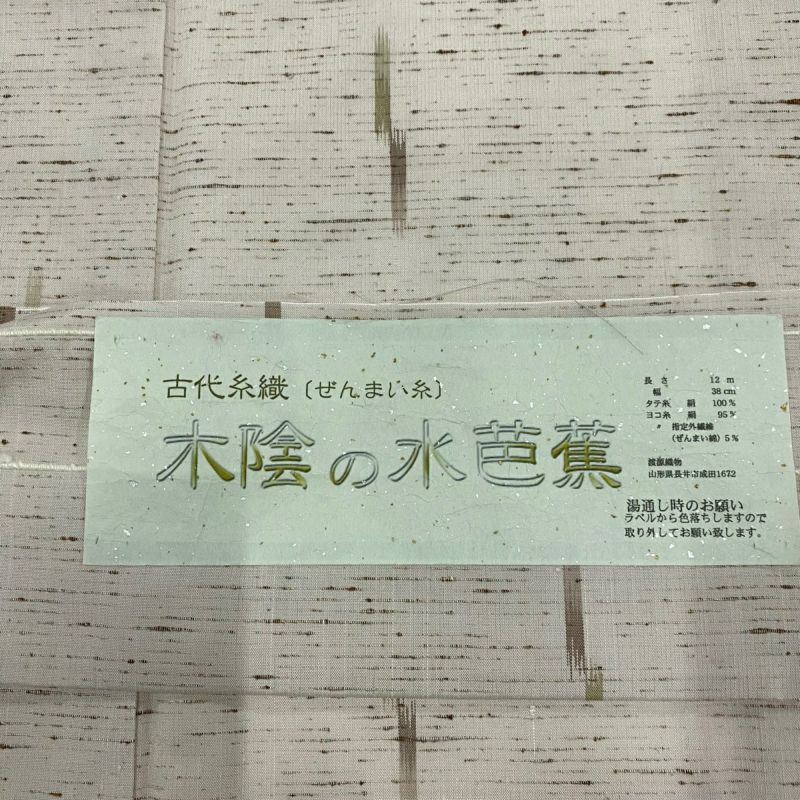 古代糸織〔ぜんまい糸〕
木陰の水芭蕉
長さ 12 m
幅 38 cm
タテ糸 絹 100%
ヨコ糸 絹 95%
〃 指定外繊維
(ぜんまい綿) 5%
渡源織物
山形県長井市成田1672
湯通し時のお願い
ラベルから色落ちしますので
取り外してお願い致します。